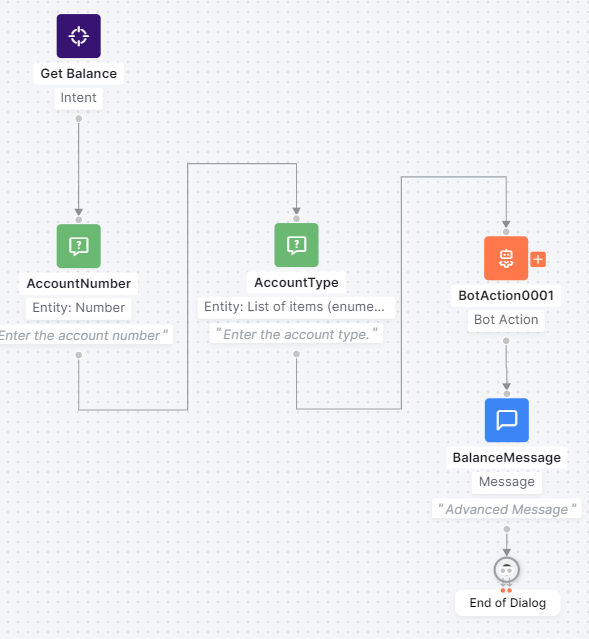 Get Balance
Intent
AccountNumber
Entity: Number
Enter the account number"
AccountType
Entity: List of items (enume...
"Enter the account type."
BotAction0001
Bot Action
BalanceMessage
Message
"Advanced Message"
End of Dialog